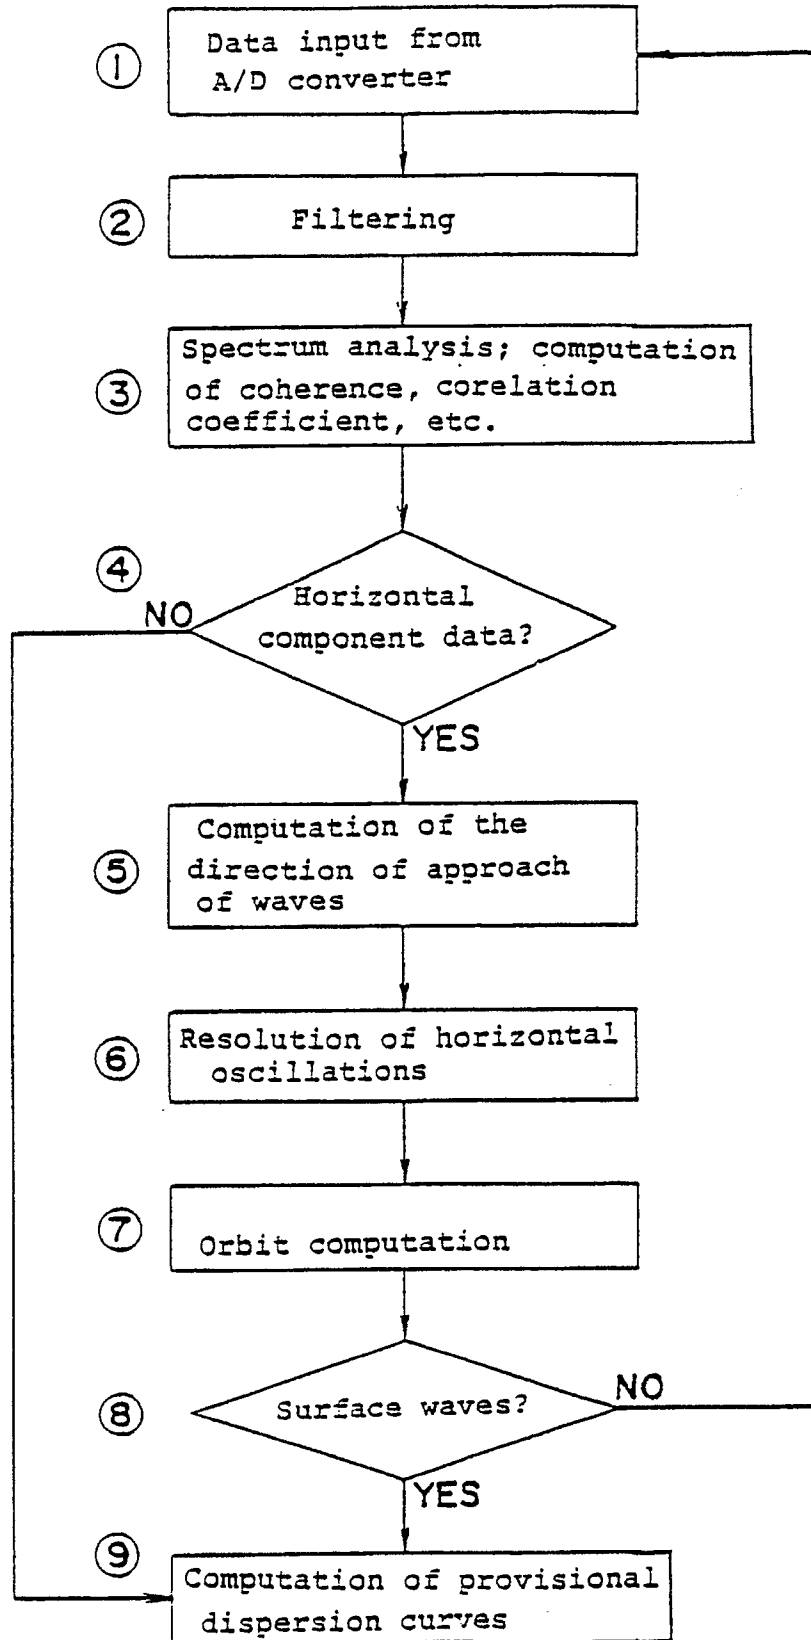 ①
Data input from
A/D converter
②
Filtering
③
Spectrum analysis; computation
of coherence, corelation
coefficient, etc.
④
Horizontal
component data?
NO
YES
⑤
Computation of the
direction of approach
of waves
⑥
Resolution of horizontal
oscillations
⑦
Orbit computation
⑧
Surface waves?
NO
YES
⑨
Computation of provisional
dispersion curves